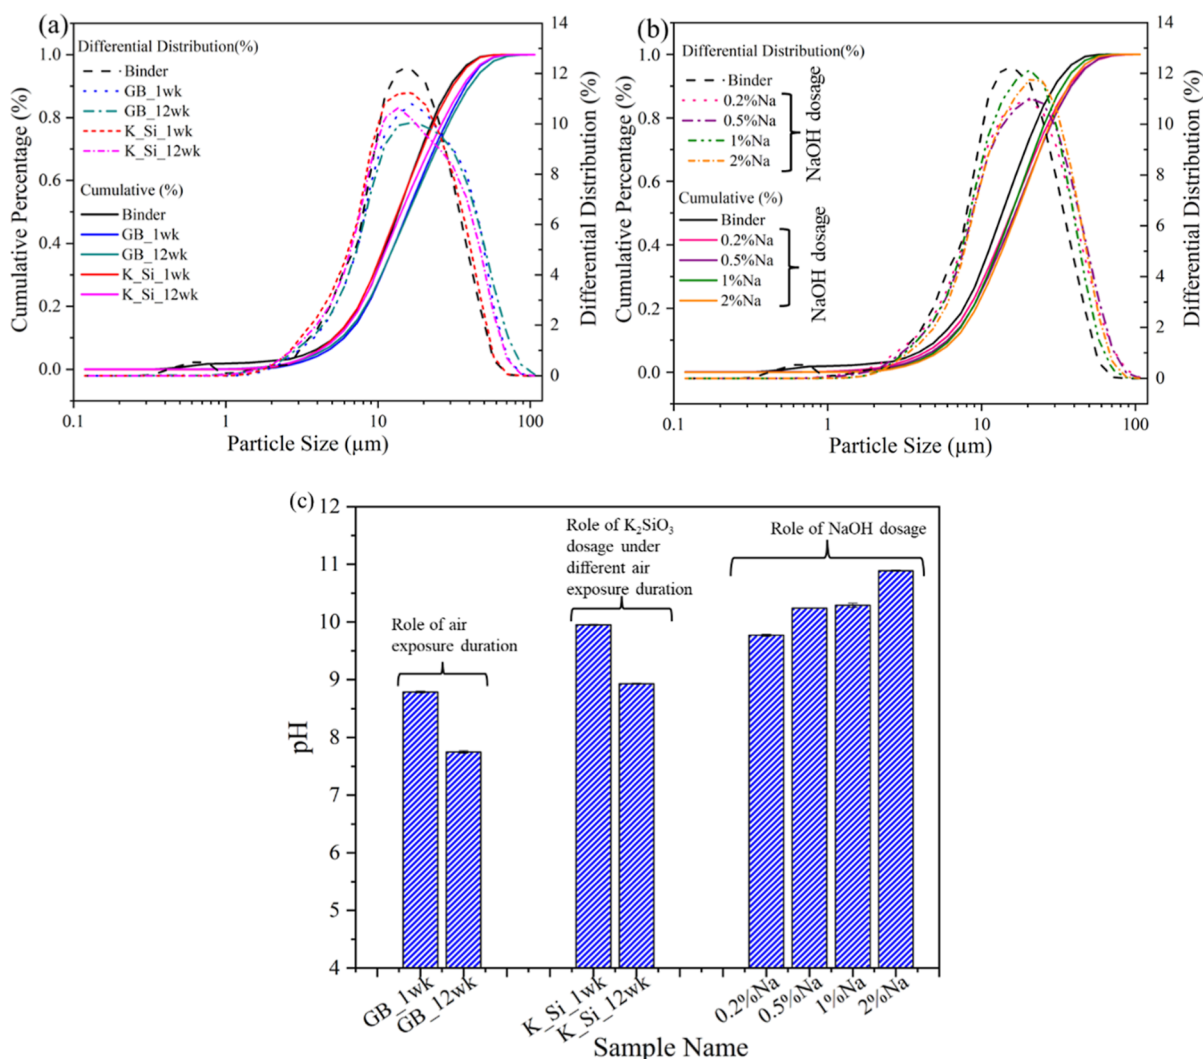 (a)
Differential Distribution(%)
Binder
GB_1wk
GB_12wk
K_Si_1wk
K_Si_12wk
Cumulative (%)
Binder
GB_1wk
GB_12wk
K_Si_1wk
K_Si_12wk
Cumulative Percentage (%)
1.0
0.8
0.6
0.4
0.2
0.0
0.1
1
10
100
Particle Size (µm)
14
12
10
8
6
4
2
0
Differential Distribution (%)
(b)
Differential Distribution(%)
Binder
0.2%Na
0.5%Na
1%Na
2%Na
NaOH dosage
Cumulative (%)
Binder
0.2%Na
0.5%Na
1%Na
2%Na
NaOH dosage
Cumulative Percentage (%)
1.0
0.8
0.6
0.4
0.2
0.0
0.1
1
10
100
Particle Size (µm)
14
12
10
8
6
4
2
0
Differential Distribution (%)
(c)
12
11
10
9
8
7
6
5
4
pH
Role of air
exposure duration
Role of K₂SiO₃
dosage under
different air
exposure duration
Role of NaOH dosage
GB_1wk
GB_12wk
K_Si_1wk
K_Si_12wk
0.2%Na
0.5%Na
1%Na
2%Na
Sample Name